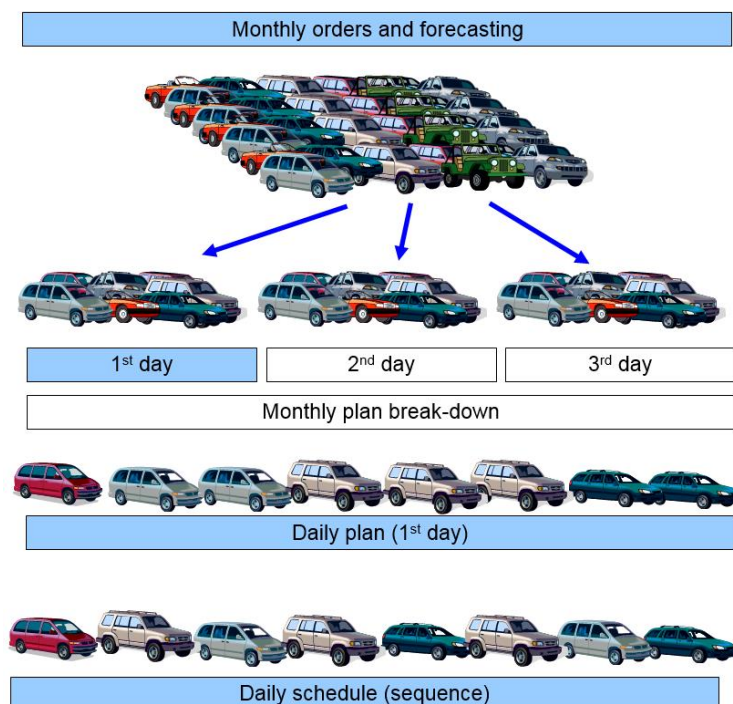 Monthly orders and forecasting
1st day
2nd day
3rd day
Monthly plan break-down
Daily plan (1st day)
Daily schedule (sequence)